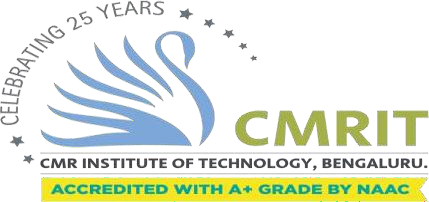 CELEBRATING 25 YEARS
CMRIT
CMR INSTITUTE OF TECHNOLOGY, BENGALURU.
ACCREDITED WITH A+ GRADE BY NAAC